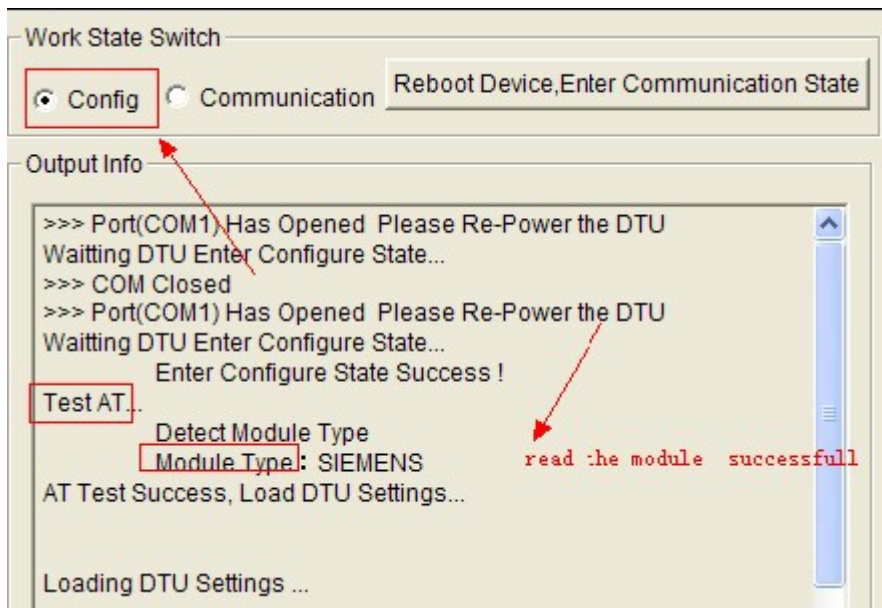 Work State Switch
Config Communication Reboot Device,Enter Communication State
Output Info
>>> Port(COM1) Has Opened Please Re-Power the DTU
Waitting DTU Enter Configure State...
>>> COM Closed
>>> Port(COM1) Has Opened Please Re-Power the DTU
Waitting DTU Enter Configure State...
Enter Configure State Success !
Test AT...
Detect Module Type
Module Type: SIEMENS
read the module successfull
AT Test Success, Load DTU Settings...
Loading DTU Settings ...